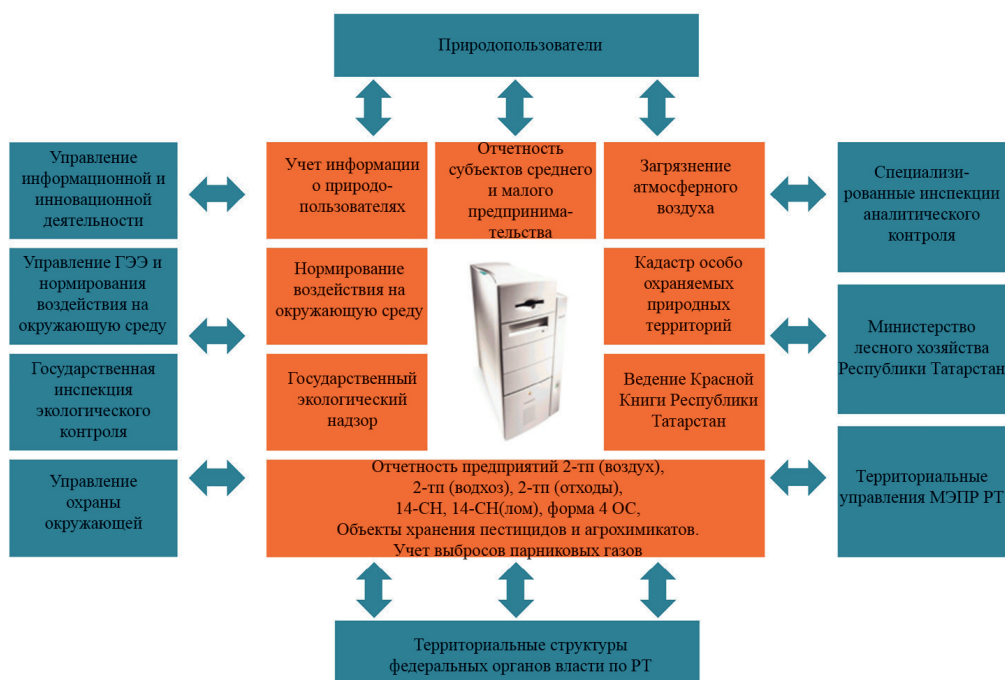 Природопользователи
Управление
информационной и
инновационной
деятельности
Учет информации
о природо-
пользователях
Отчетность
субъектов среднего
и малого
предпринима-
тельства
Загрязнение
атмосферного
воздуха
Специализи-
рованные инспекции
аналитического
контроля
Управление ГЭЭ и
нормирования
воздействия на
окружающую среду
Нормирование
воздействия на
окружающую среду
Кадастр особо
охраняемых
природных
территорий
Министерство
лесного хозяйства
Республики Татарстан
Государственная
инспекция
экологического
контроля
Государственный
экологический
надзор
Ведение Красной
Книги Республики
Татарстан
Управление
охраны
окружающей
Отчетность предприятий 2-тп (воздух),
2-тп (водхоз), 2-тп (отходы),
14-СН, 14-СН(лом), форма 4 ОС,
Объекты хранения пестицидов и агрохимикатов.
Учет выбросов парниковых газов
Территориальные
управления МЭПР РТ
Территориальные структуры
федеральных органов власти по РТ